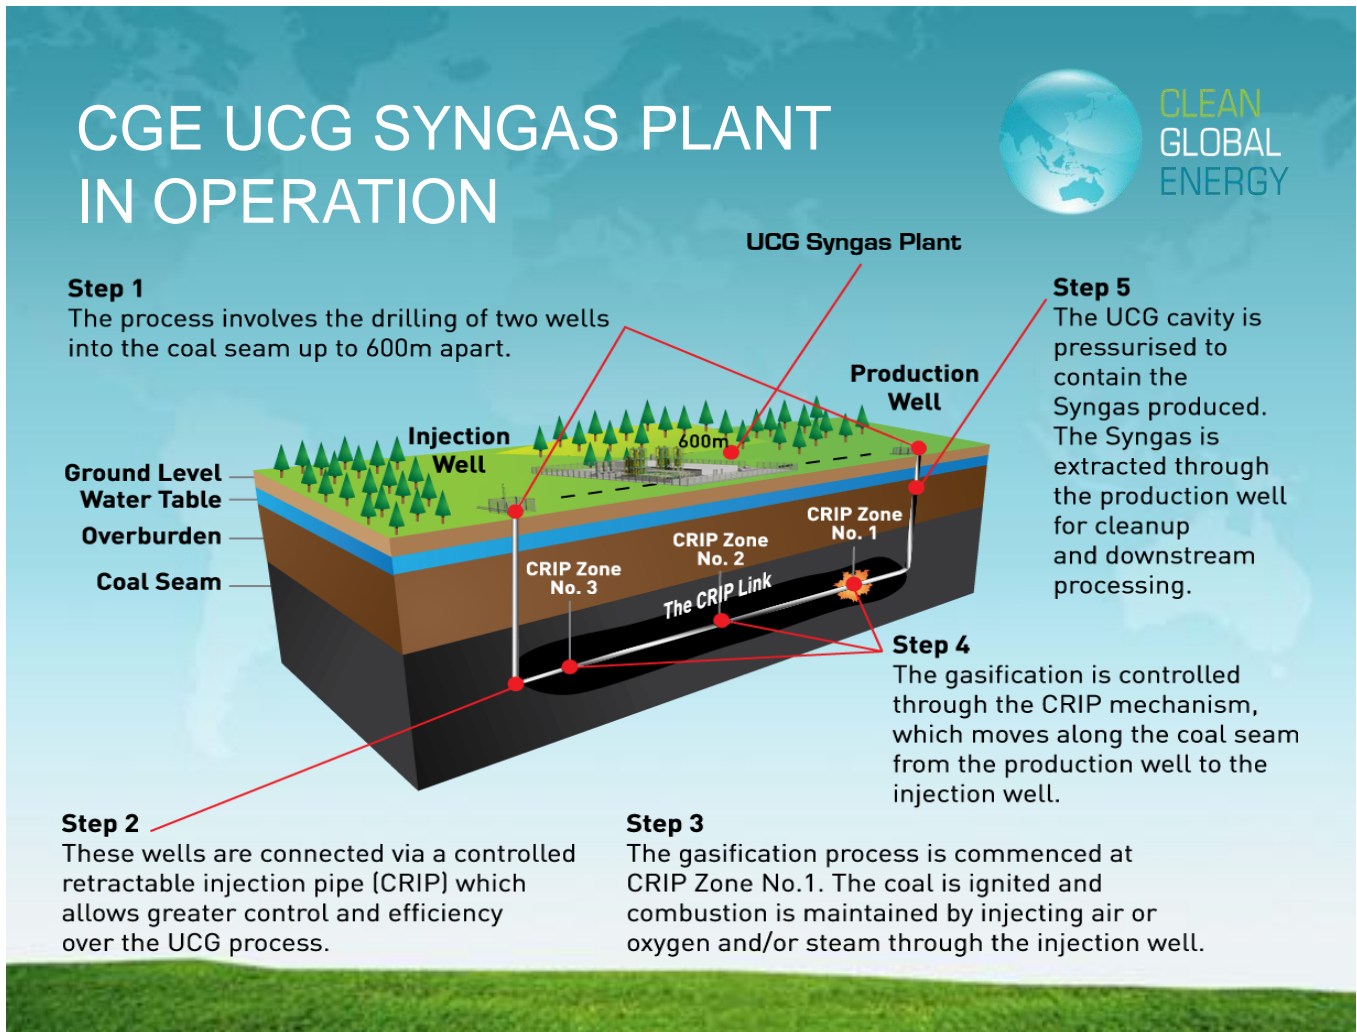 CGE UCG SYNGAS PLANT
IN OPERATION
CLEAN
GLOBAL
ENERGY
UCG Syngas Plant
Step 1
The process involves the drilling of two wells
into the coal seam up to 600m apart.
Step 5
The UCG cavity is
pressurised to
contain the
Syngas produced.
The Syngas is
extracted through
the production well
for cleanup
and downstream
processing.
Production
Well
Injection
Well
600m
Ground Level
Water Table
Overburden
Coal Seam
CRIP Zone
No. 1
CRIP Zone
No. 2
CRIP Zone
No. 3
The CRIP Link
Step 4
The gasification is controlled
through the CRIP mechanism,
which moves along the coal seam
from the production well to the
injection well.
Step 2
These wells are connected via a controlled
retractable injection pipe (CRIP) which
allows greater control and efficiency
over the UCG process.
Step 3
The gasification process is commenced at
CRIP Zone No.1. The coal is ignited and
combustion is maintained by injecting air or
oxygen and/or steam through the injection well.